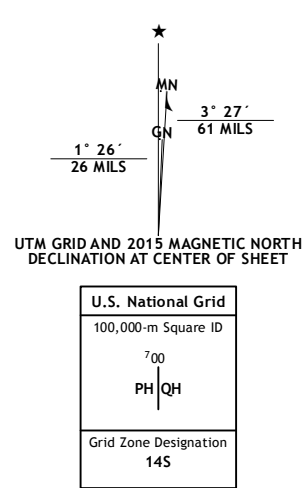 ★
MN
3° 27´
61 MILS
GN
1° 26´
26 MILS
UTM GRID AND 2015 MAGNETIC NORTH
DECLINATION AT CENTER OF SHEET
U.S. National Grid
100,000-m Square ID
⁷00
PH QH
Grid Zone Designation
14S